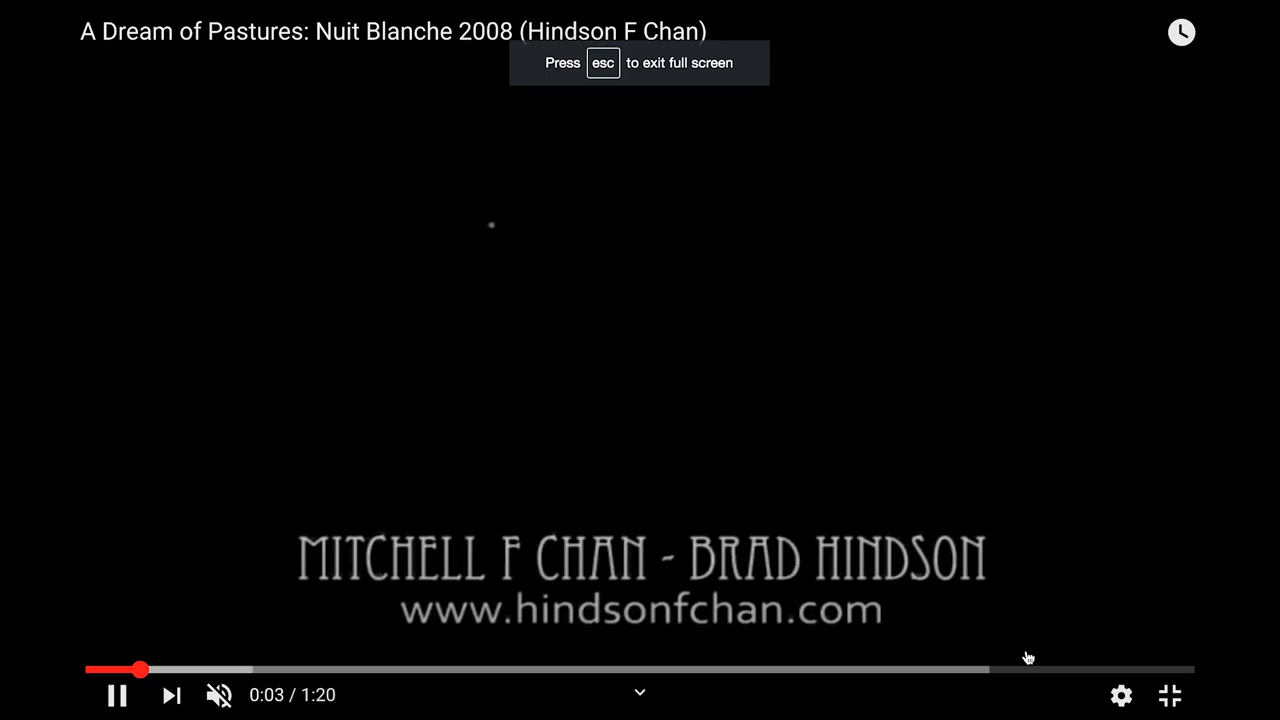 A Dream of Pastures: Nuit Blanche 2008 (Hindson F Chan)
Press esc to exit full screen
MITCHELL F CHAN - BRAD HINDSON
www.hindsonfchan.com
0:03 / 1:20